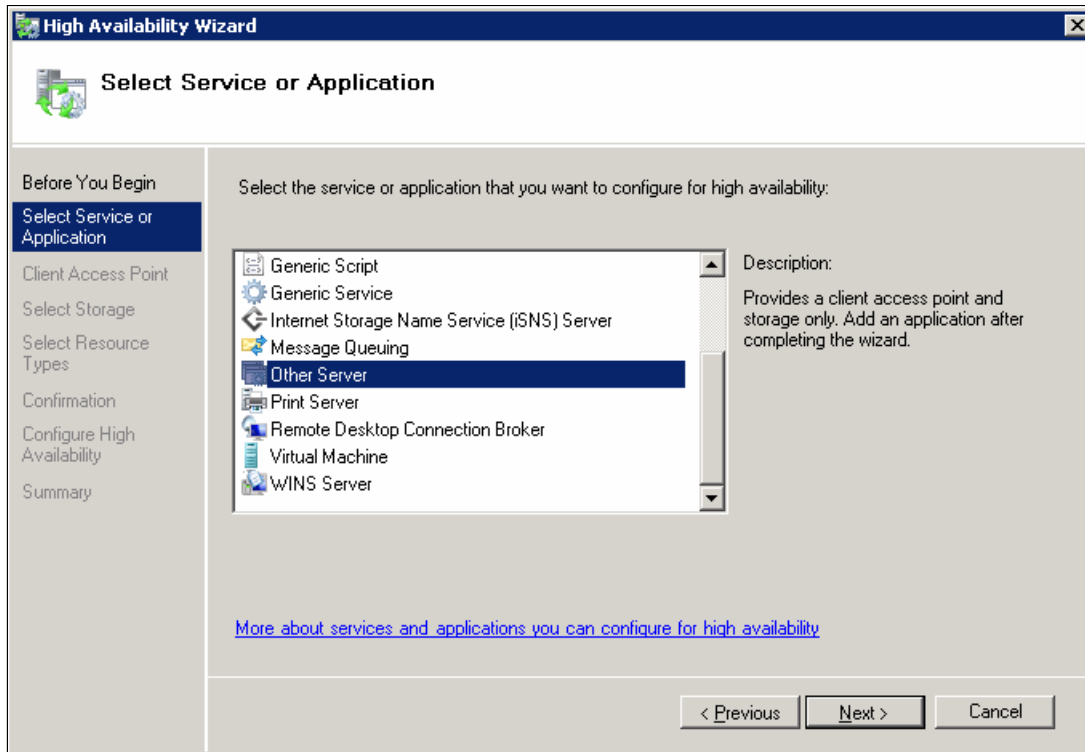 High Availability Wizard
Select Service or Application
Before You Begin
Select Service or
Application
Client Access Point
Select Storage
Select Resource
Types
Confirmation
Configure High
Availability
Summary
Select the service or application that you want to configure for high availability:
Generic Script
Generic Service
Internet Storage Name Service (iSNS) Server
Message Queuing
Other Server
Print Server
Remote Desktop Connection Broker
Virtual Machine
WINS Server
Description:
Provides a client access point and
storage only. Add an application after
completing the wizard.
More about services and applications you can configure for high availability
< Previous
Next >
Cancel